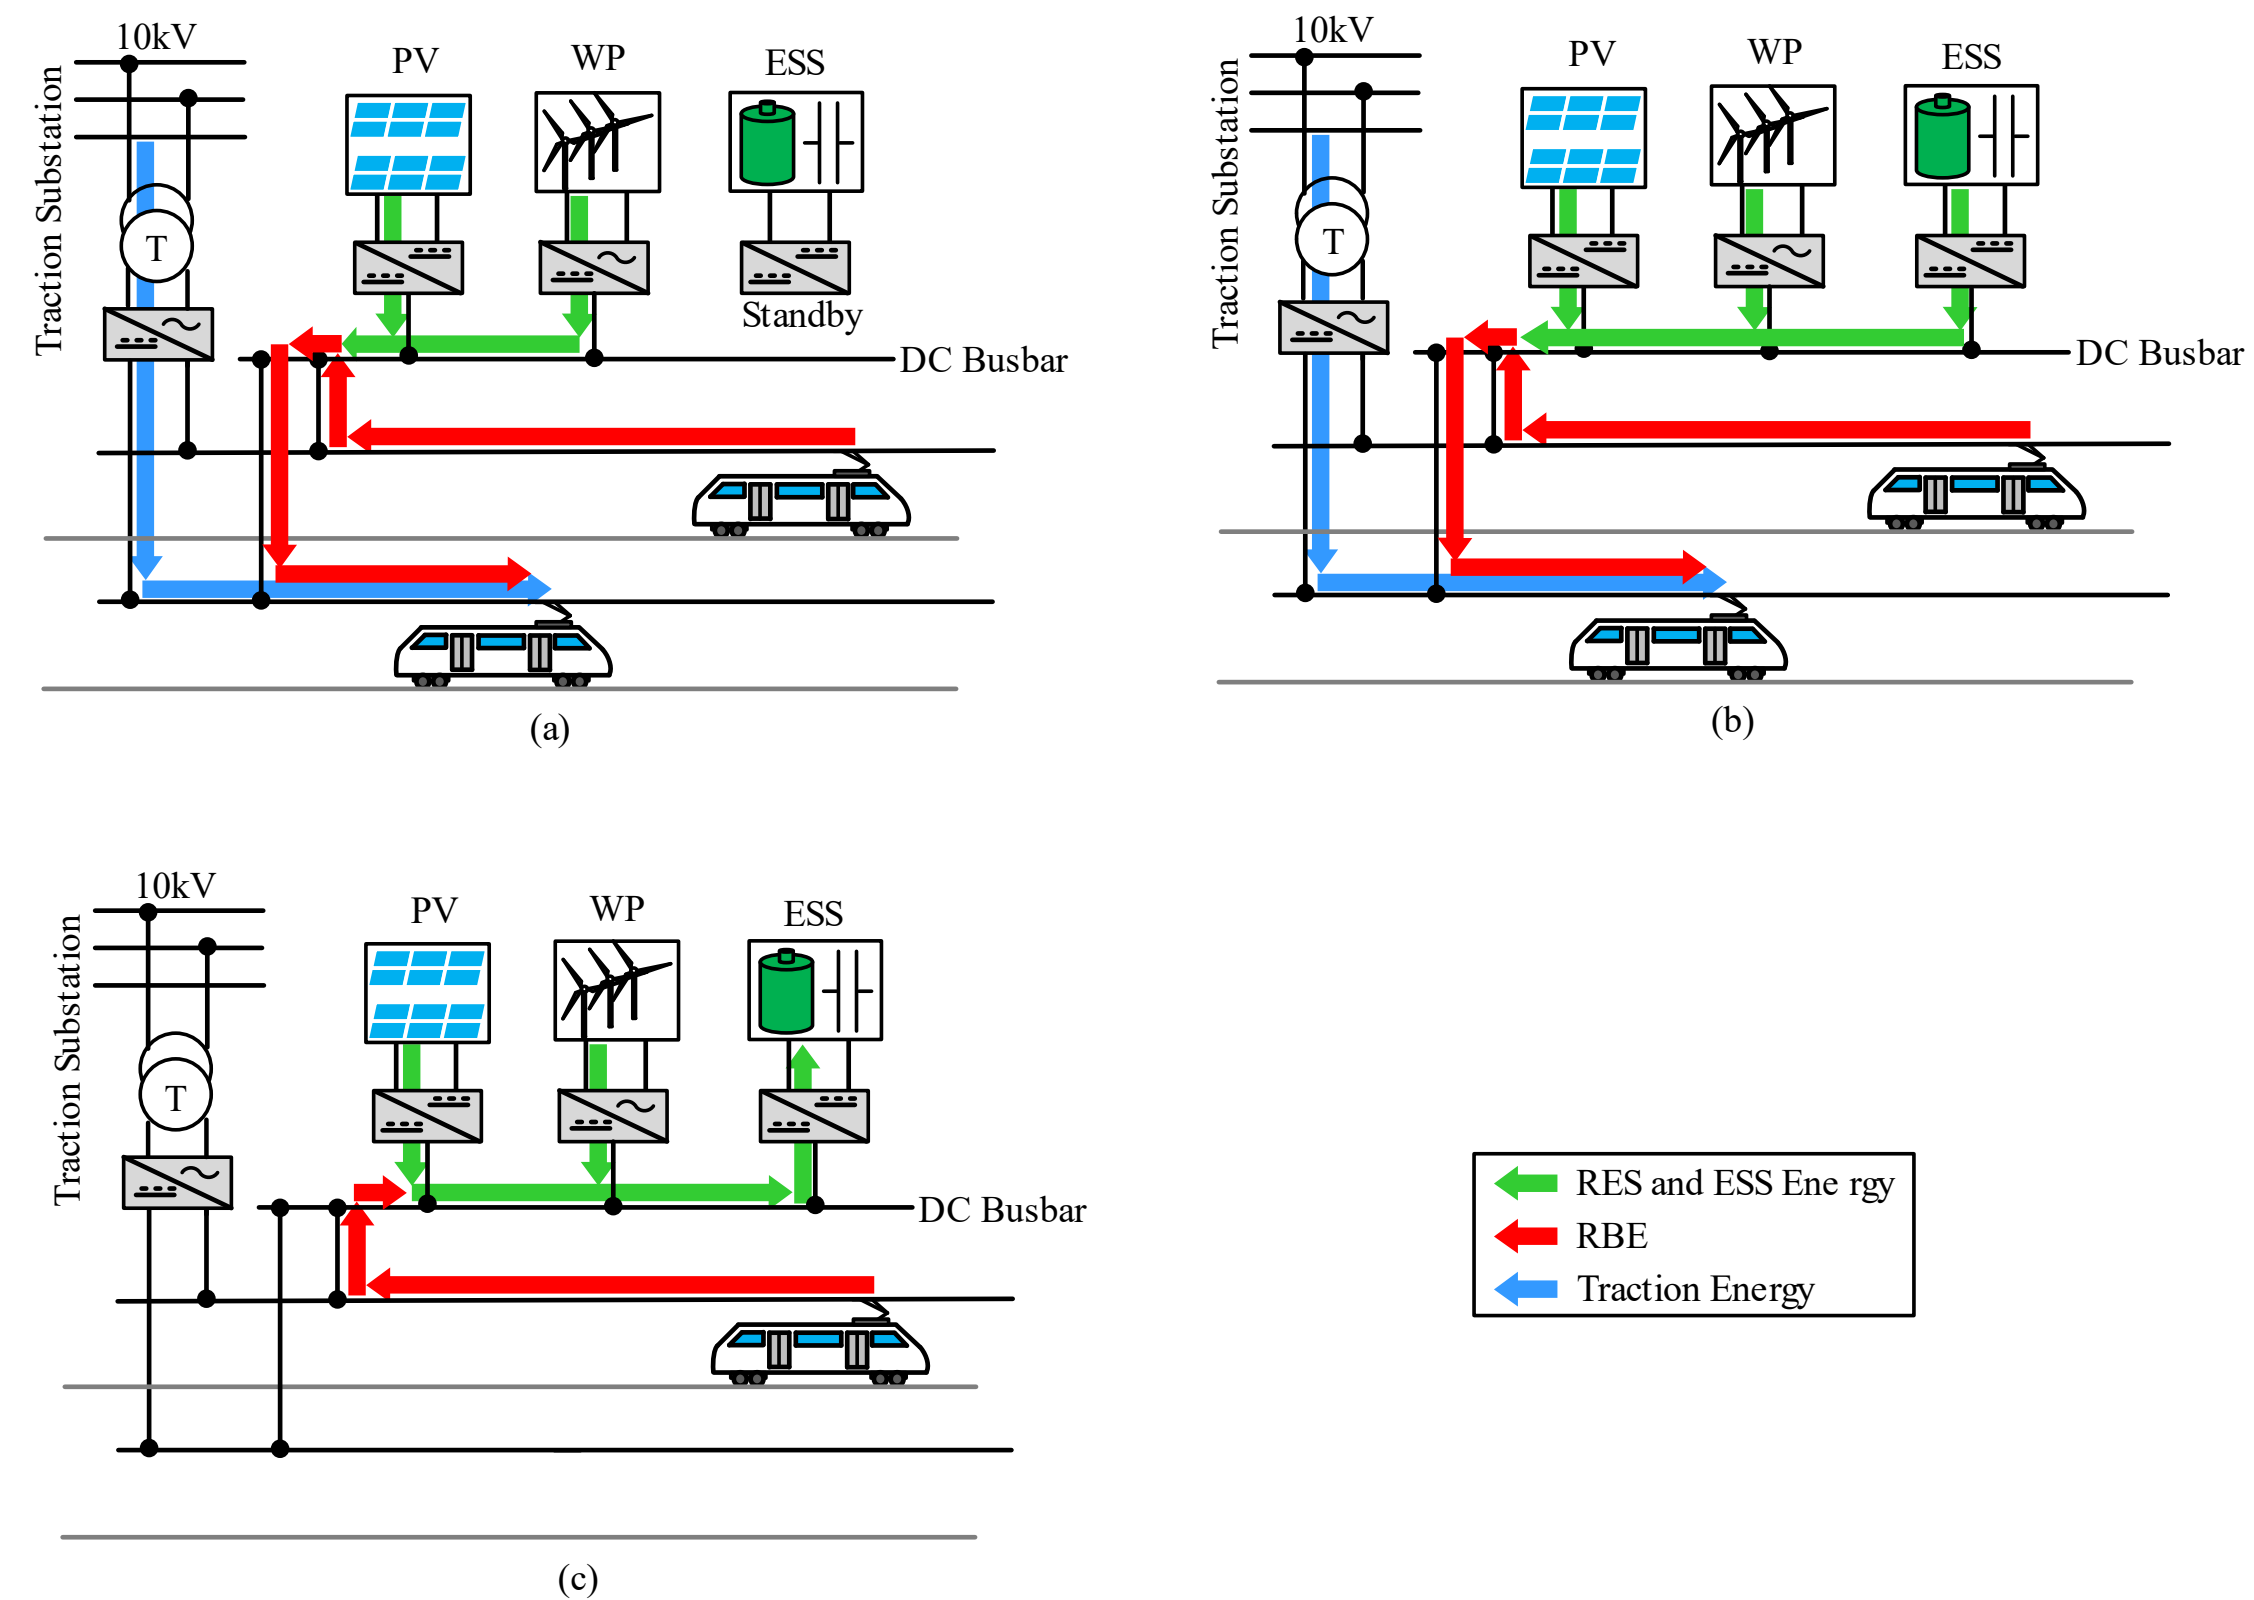 10kV
PV
WP
ESS
Traction Substation
T
Standby
DC Busbar
(a)
10kV
PV
WP
ESS
Traction Substation
T
DC Busbar
(b)
10kV
PV
WP
ESS
Traction Substation
T
DC Busbar
(c)
RES and ESS Ene rgy
RBE
Traction Energy